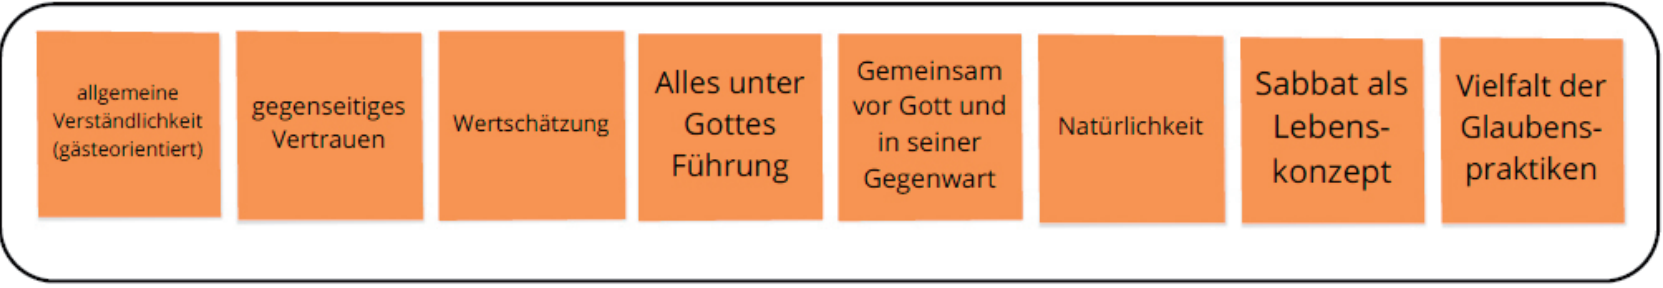 allgemeine
Verständlichkeit
(gästeorientiert)
gegenseitiges
Vertrauen
Wertschätzung
Alles unter
Gottes
Führung
Gemeinsam
vor Gott und
in seiner
Gegenwart
Natürlichkeit
Sabbat als
Lebens-
konzept
Vielfalt der
Glaubens-
praktiken